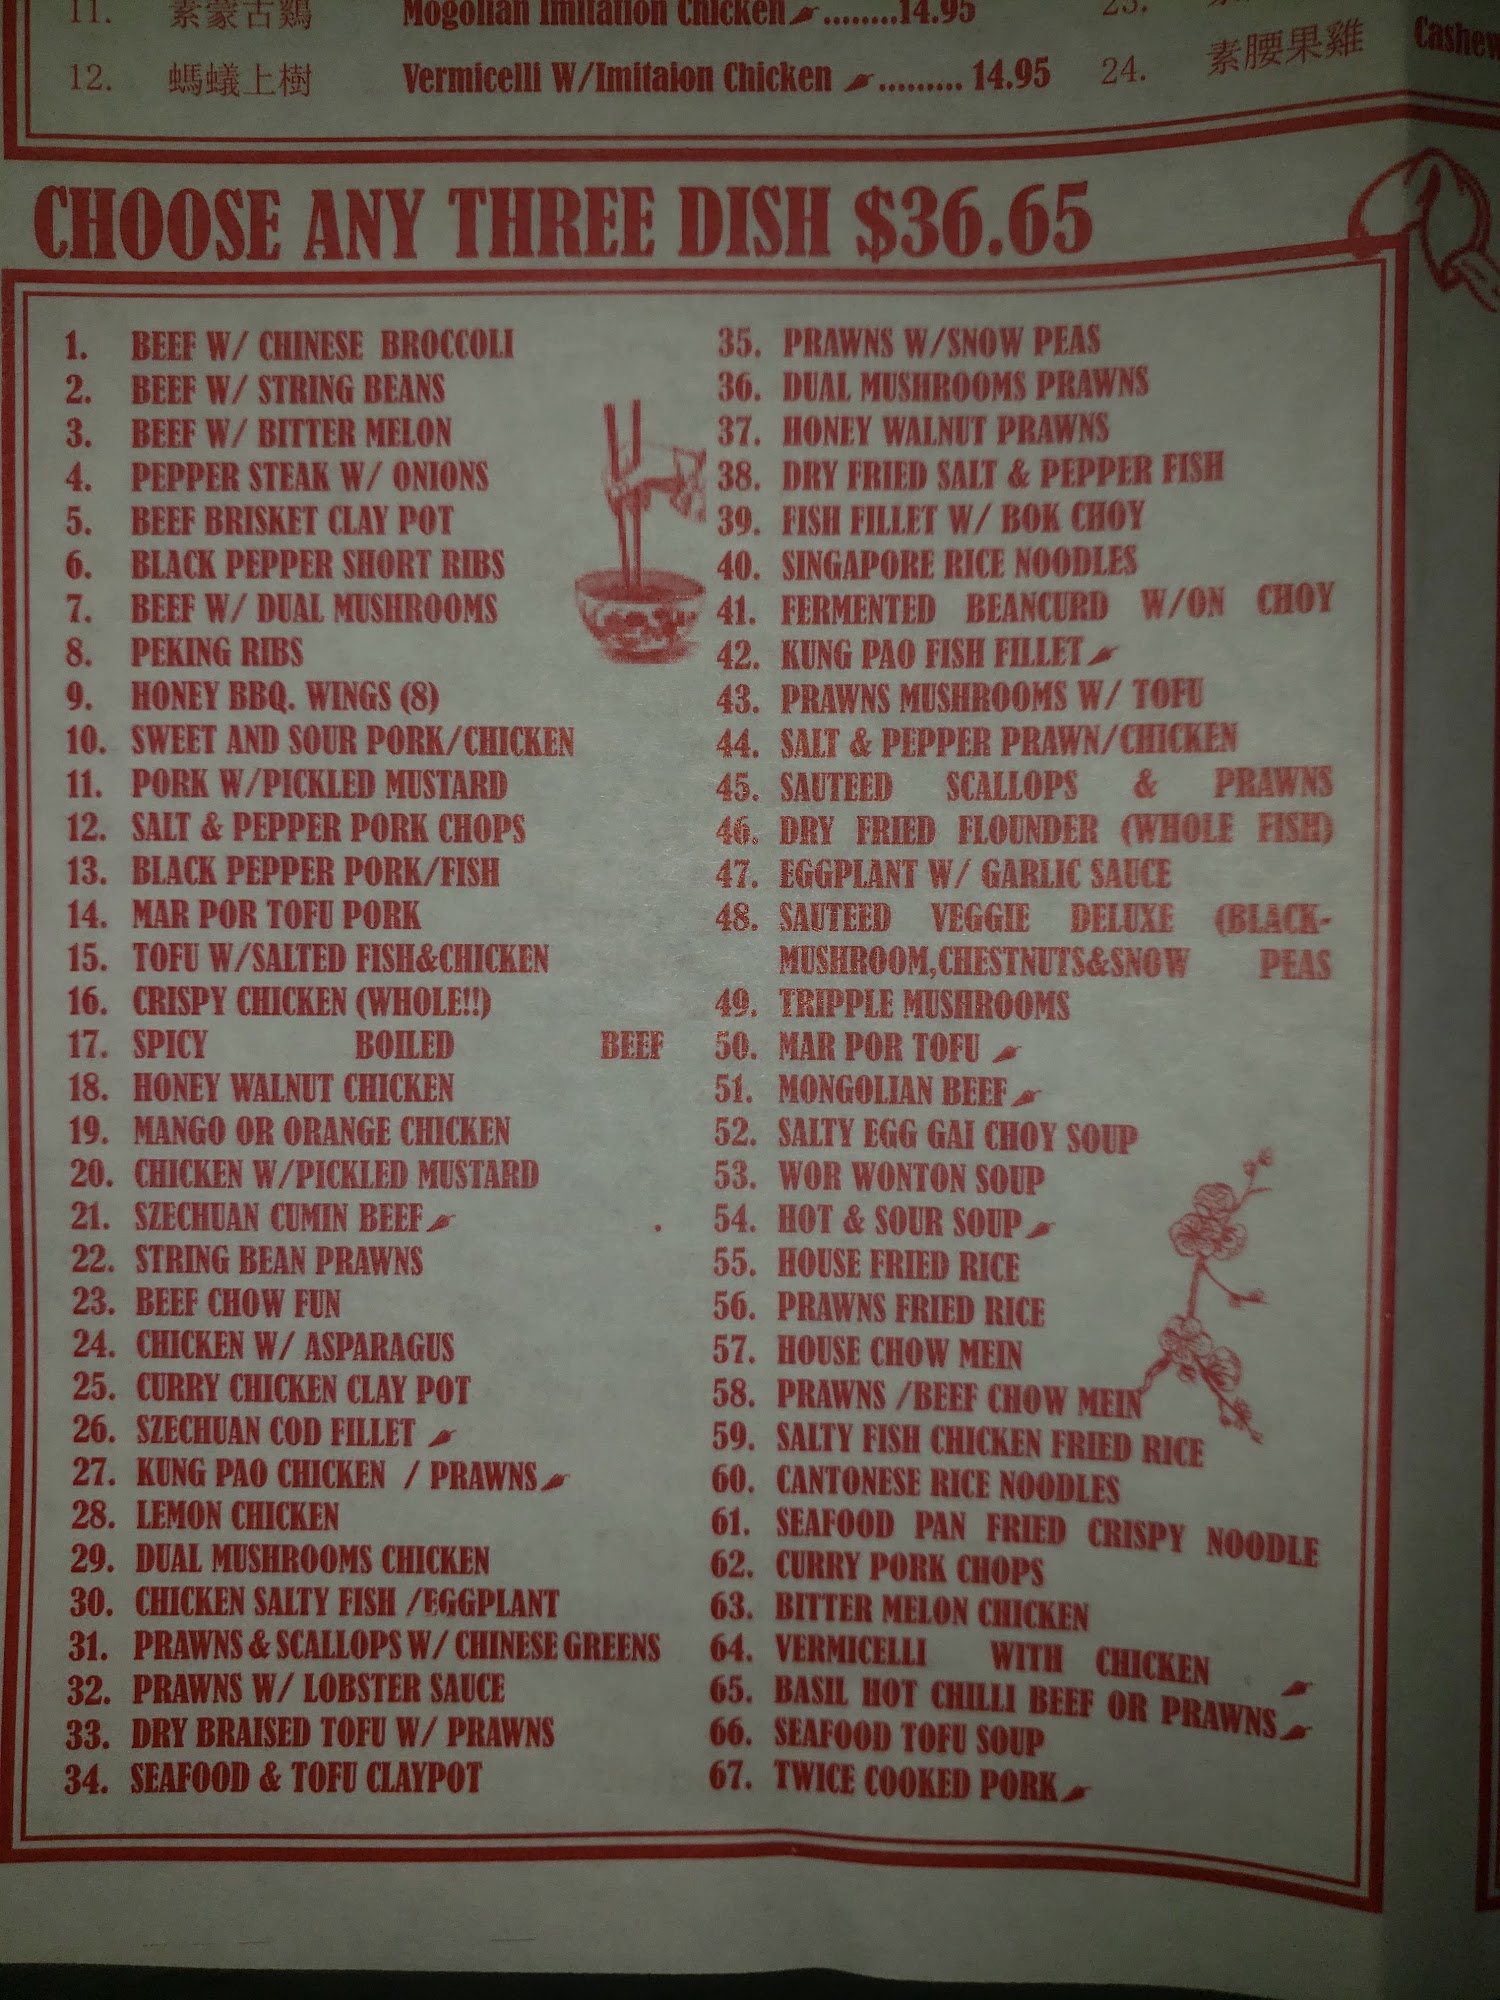 11. 素蒙古鷄 Mogolian Imitation Chicken.........14.95 23.
12. 螞蟻上樹 Vermicelli W/Imitaion Chicken ......... 14.95 24. 素腰果雞 Cashew
CHOOSE ANY THREE DISH $36.65
1. BEEF W/ CHINESE BROCCOLI
2. BEEF W/ STRING BEANS
3. BEEF W/ BITTER MELON
4. PEPPER STEAK W/ ONIONS
5. BEEF BRISKET CLAY POT
6. BLACK PEPPER SHORT RIBS
7. BEEF W/ DUAL MUSHROOMS
8. PEKING RIBS
9. HONEY BBQ. WINGS (8)
10. SWEET AND SOUR PORK/CHICKEN
11. PORK W/PICKLED MUSTARD
12. SALT & PEPPER PORK CHOPS
13. BLACK PEPPER PORK/FISH
14. MAR POR TOFU PORK
15. TOFU W/SALTED FISH&CHICKEN
16. CRISPY CHICKEN (WHOLE!!)
17. SPICY BOILED BEEF
18. HONEY WALNUT CHICKEN
19. MANGO OR ORANGE CHICKEN
20. CHICKEN W/PICKLED MUSTARD
21. SZECHUAN CUMIN BEEF .
22. STRING BEAN PRAWNS
23. BEEF CHOW FUN
24. CHICKEN W/ ASPARAGUS
25. CURRY CHICKEN CLAY POT
26. SZECHUAN COD FILLET
27. KUNG PAO CHICKEN / PRAWNS
28. LEMON CHICKEN
29. DUAL MUSHROOMS CHICKEN
30. CHICKEN SALTY FISH /EGGPLANT
31. PRAWNS & SCALLOPS W/ CHINESE GREENS
32. PRAWNS W/ LOBSTER SAUCE
33. DRY BRAISED TOFU W/ PRAWNS
34. SEAFOOD & TOFU CLAYPOT
35. PRAWNS W/SNOW PEAS
36. DUAL MUSHROOMS PRAWNS
37. HONEY WALNUT PRAWNS
38. DRY FRIED SALT & PEPPER FISH
39. FISH FILLET W/ BOK CHOY
40. SINGAPORE RICE NOODLES
41. FERMENTED BEANCURD W/ON CHOY
42. KUNG PAO FISH FILLET
43. PRAWNS MUSHROOMS W/ TOFU
44. SALT & PEPPER PRAWN/CHICKEN
45. SAUTEED SCALLOPS & PRAWNS
46. DRY FRIED FLOUNDER (WHOLE FISH)
47. EGGPLANT W/ GARLIC SAUCE
48. SAUTEED VEGGIE DELUXE (BLACK-
MUSHROOM,CHESTNUTS&SNOW PEAS
49. TRIPPLE MUSHROOMS
50. MAR POR TOFU
51. MONGOLIAN BEEF
52. SALTY EGG GAI CHOY SOUP
53. WOR WONTON SOUP
54. HOT & SOUR SOUP
55. HOUSE FRIED RICE
56. PRAWNS FRIED RICE
57. HOUSE CHOW MEIN
58. PRAWNS /BEEF CHOW MEIN
59. SALTY FISH CHICKEN FRIED RICE
60. CANTONESE RICE NOODLES
61. SEAFOOD PAN FRIED CRISPY NOODLE
62. CURRY PORK CHOPS
63. BITTER MELON CHICKEN
64. VERMICELLI WITH CHICKEN
65. BASIL HOT CHILLI BEEF OR PRAWNS
66. SEAFOOD TOFU SOUP
67. TWICE COOKED PORK